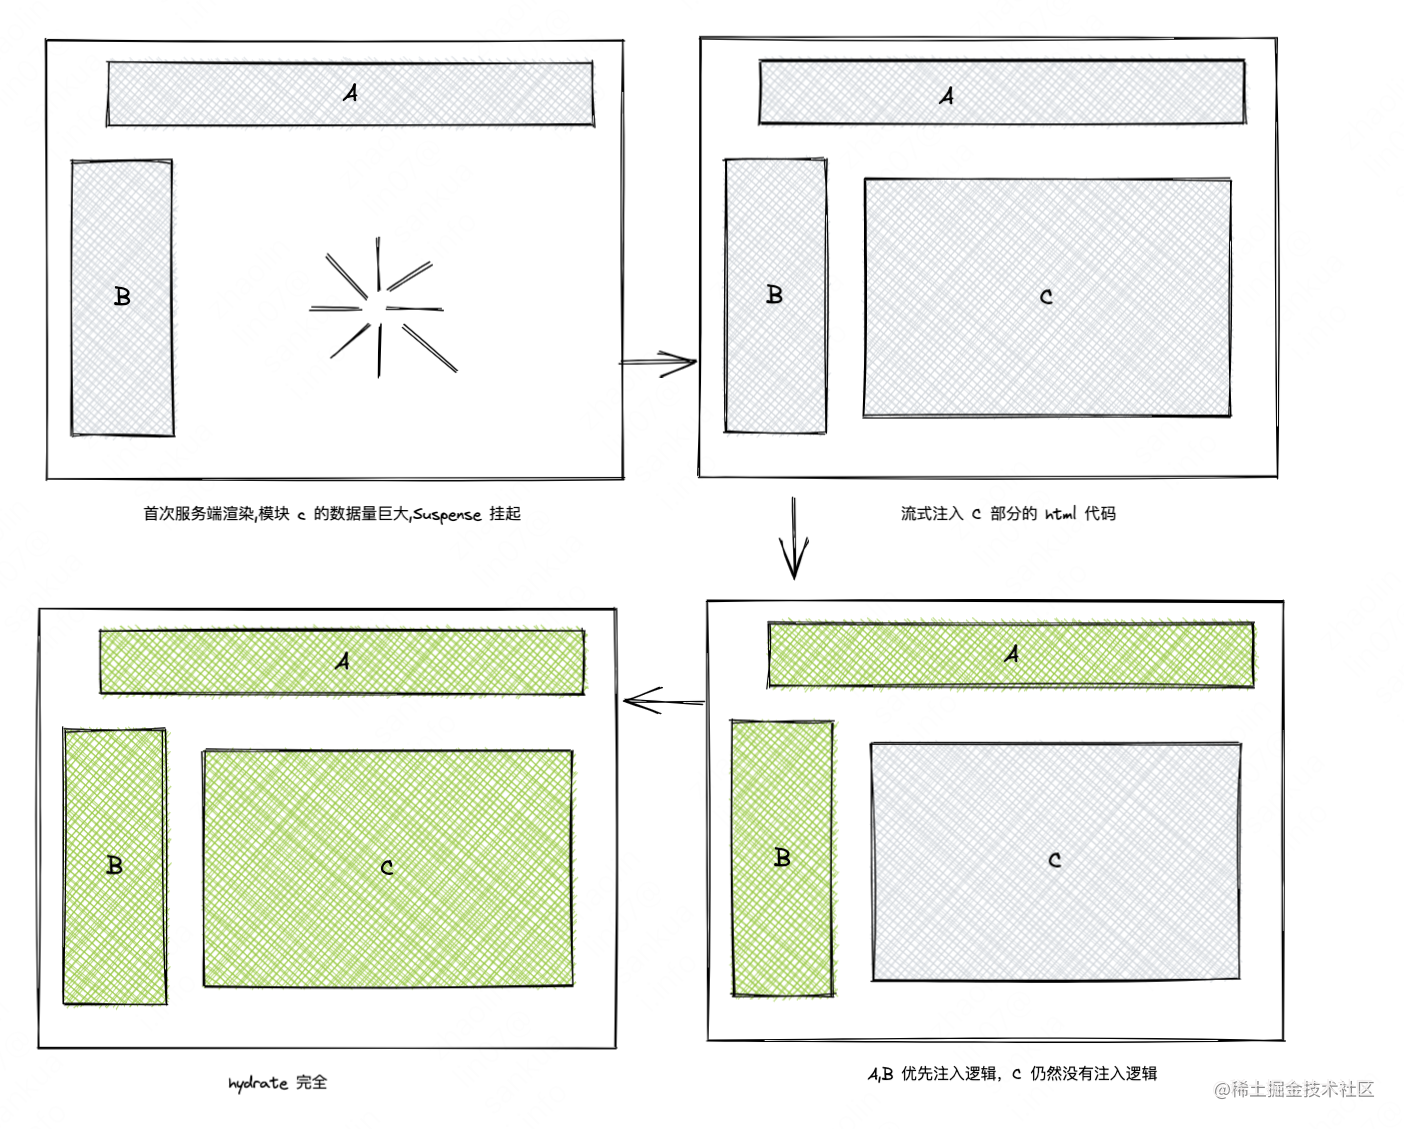 A
B
首次服务端渲染,模块 c 的数据量巨大,Suspense 挂起
A
B
C
流式注入 C 部分的 html 代码
A
B
C
A,B 优先注入逻辑，C 仍然没有注入逻辑
A
B
C
hydrate 完全
@稀土掘金技术社区